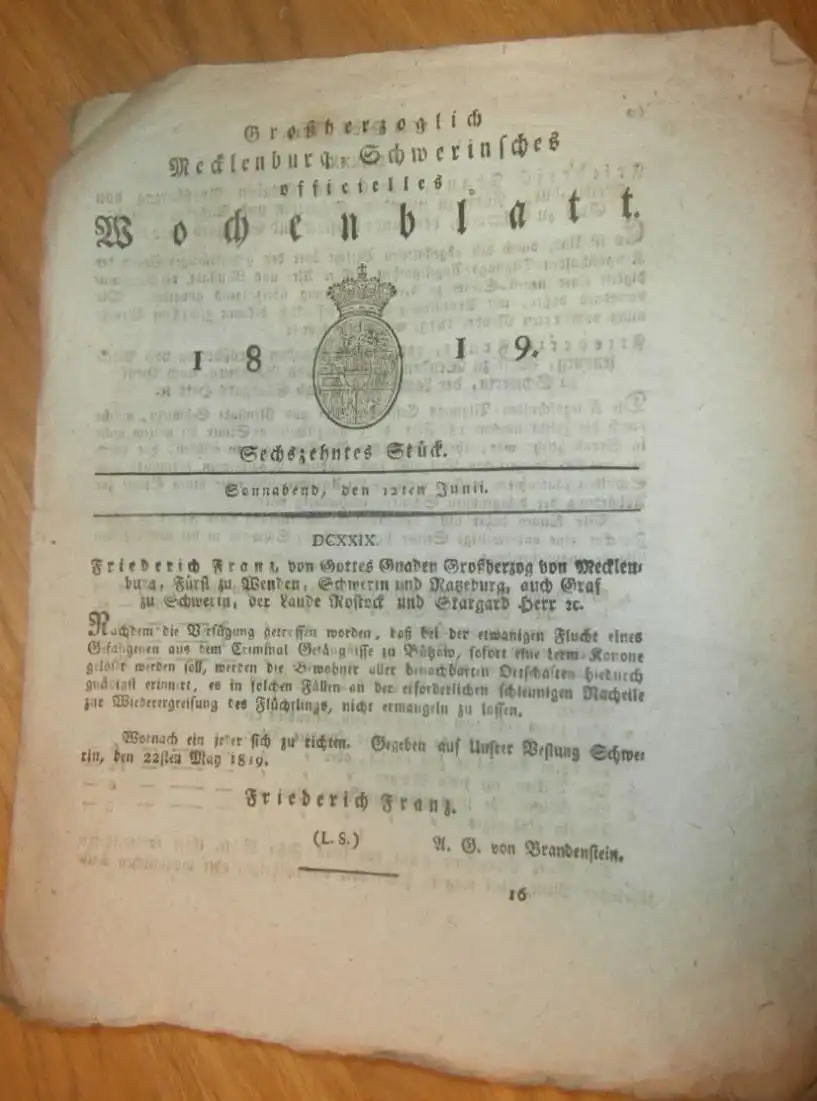 Großherzoglich
Mecklenburg-Schwerinsches
officielles
Wochenblatt.
1819.
Sechszehntes Stück.
Sonnabend, den 12ten Junii.
DCXXIX.
Friederich Franz, von Gottes Gnaden Großherzog von Mecklen-
burg, Fürst zu Wenden, Schwerin und Ratzeburg, auch Graf
zu Schwerin, der Lande Rostock und Stargard Herr ꝛc.
Nachdem die Verfügung getroffen worden, daß bei der etwanigen Flucht eines
Gefangenen aus dem Criminal Gefängnisse zu Bützow, sofort eine Lerm-Kanone
gelöset werden soll, werden die Bewohner aller benachbarten Ortschaften hiedurch
gnädigst erinnert, es in solchen Fällen an der erforderlichen schleunigen Nacheile
zur Wiederergreifung des Flüchtlings, nicht ermangeln zu lassen.
Wornach ein jeder sich zu richten. Gegeben auf Unsrer Vestung Schwe-
rin, den 22sten May 1819.
Friederich Franz.
(L. S.) A. G. von Brandenstein.
16